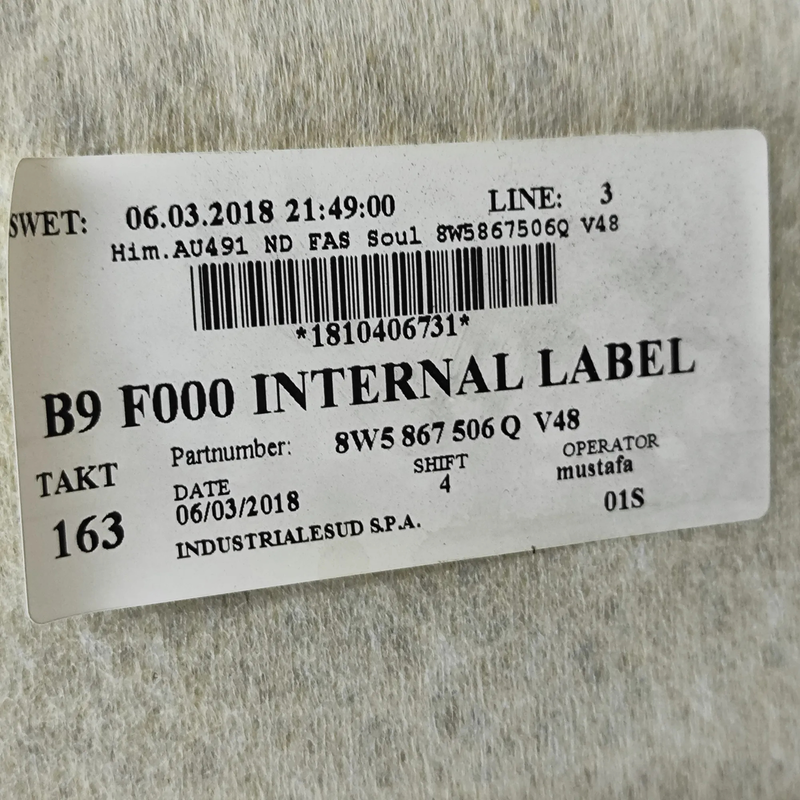 SWET: 06.03.2018 21:49:00 LINE: 3
Him.AU491 ND FAS Soul 8W5867506Q V48
*1810406731*
B9 F000 INTERNAL LABEL
Partnumber: 8W5 867 506 Q V48
TAKT DATE SHIFT OPERATOR
163 06/03/2018 4 mustafa
INDUSTRIALESUD S.P.A. 01S